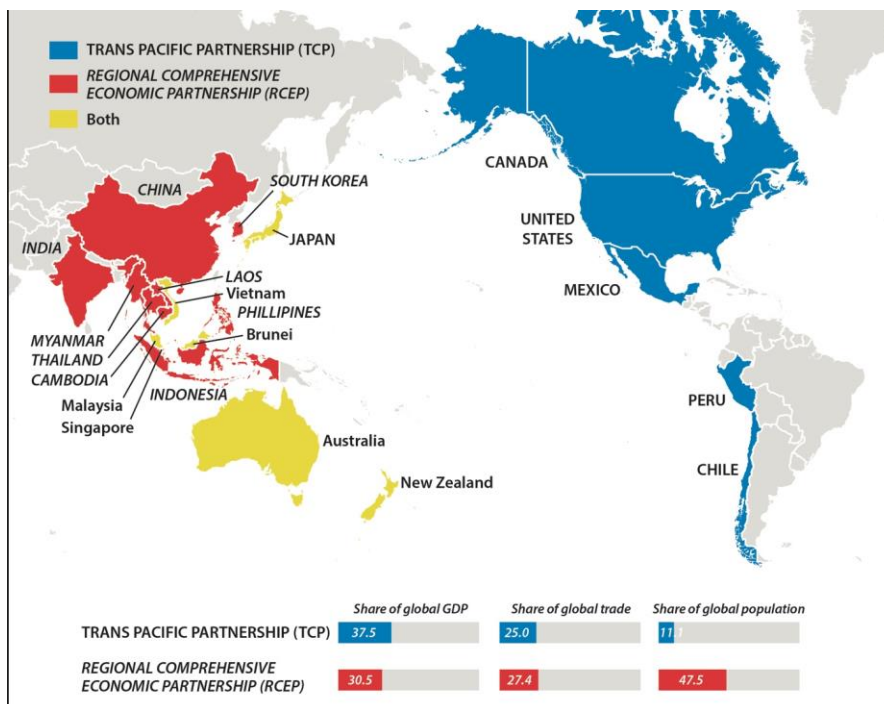 TRANS PACIFIC PARTNERSHIP (TCP)
REGIONAL COMPREHENSIVE
ECONOMIC PARTNERSHIP (RCEP)
Both
CANADA
UNITED
STATES
MEXICO
PERU
CHILE
CHINA
SOUTH KOREA
JAPAN
INDIA
LAOS
Vietnam
PHILLIPINES
Brunei
MYANMAR
THAILAND
CAMBODIA
INDONESIA
Malaysia
Singapore
Australia
New Zealand
Share of global GDP Share of global trade Share of global population
TRANS PACIFIC PARTNERSHIP (TCP) 37.5 25.0 11.1
REGIONAL COMPREHENSIVE
ECONOMIC PARTNERSHIP (RCEP) 30.5 27.4 47.5